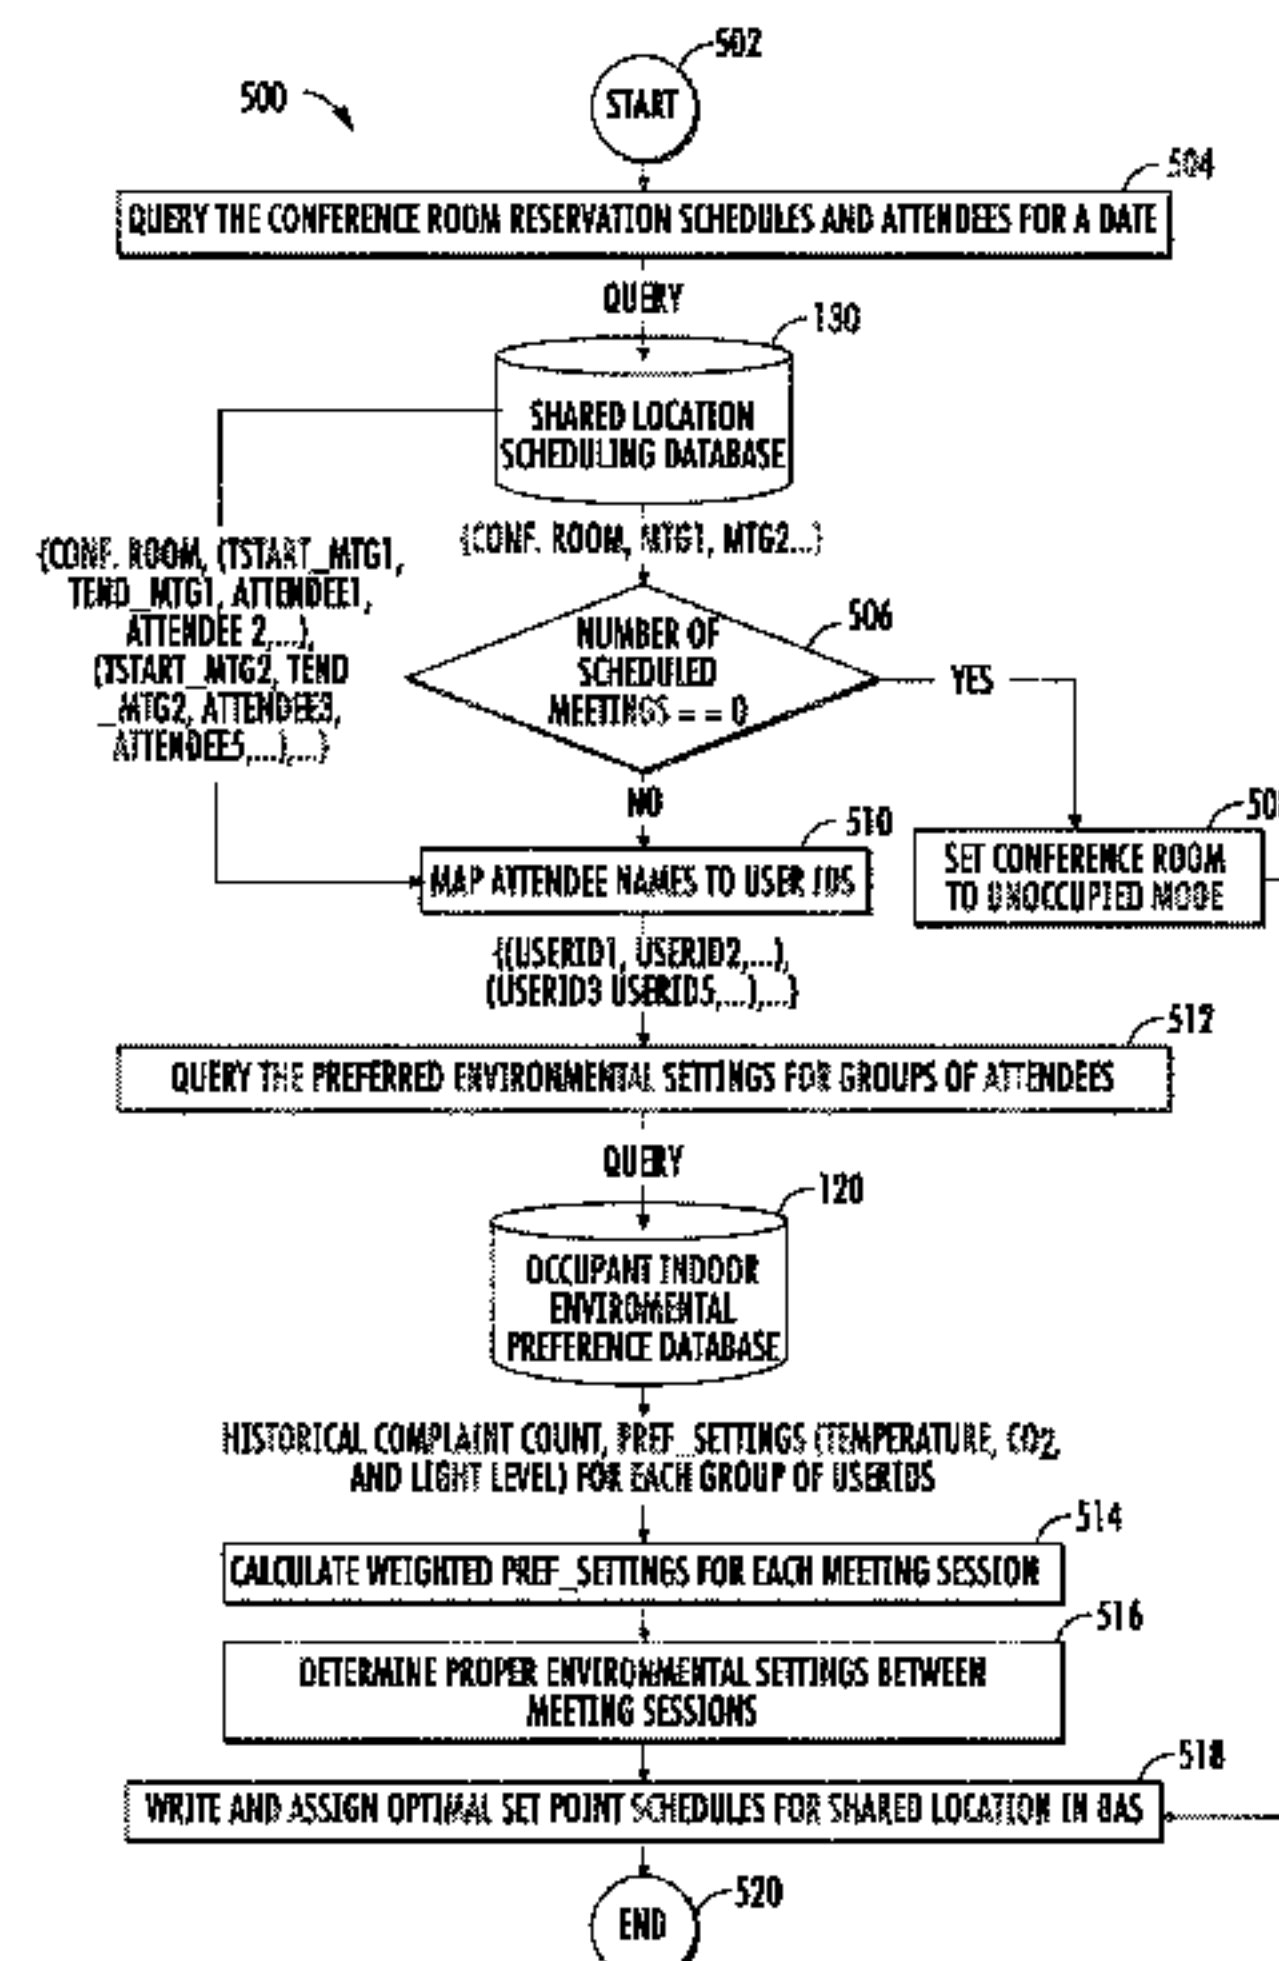 502
500
START
504
QUERY THE CONFERENCE ROOM RESERVATION SCHEDULES AND ATTENDEES FOR A DATE
QUERY
130
SHARED LOCATION
SCHEDULING DATABASE
{CONF. ROOM, MTG1, MTG2...}
{CONF. ROOM, (TSTART_MTG1,
TEND_MTG1, ATTENDEE1,
ATTENDEE 2,...),
(TSTART_MTG2, TEND
_MTG2, ATTENDEE3,
ATTENDEE5,...),...}
506
NUMBER OF
SCHEDULED
MEETINGS = = 0
YES
NO
510
MAP ATTENDEE NAMES TO USER IDS
508
SET CONFERENCE ROOM
TO UNOCCUPIED MODE
{(USERID1, USERID2,...),
(USERID3 USERID5,...),...}
512
QUERY THE PREFERRED ENVIRONMENTAL SETTINGS FOR GROUPS OF ATTENDEES
QUERY
120
OCCUPANT INDOOR
ENVIROMENTAL
PREFERENCE DATABASE
HISTORICAL COMPLAINT COUNT, PREF_SETTINGS (TEMPERATURE, CO2,
AND LIGHT LEVEL) FOR EACH GROUP OF USERIDS
514
CALCULATE WEIGHTED PREF_SETTINGS FOR EACH MEETING SESSION
516
DETERMINE PROPER ENVIRONMENTAL SETTINGS BETWEEN
MEETING SESSIONS
518
WRITE AND ASSIGN OPTIMAL SET POINT SCHEDULES FOR SHARED LOCATION IN BAS
520
END